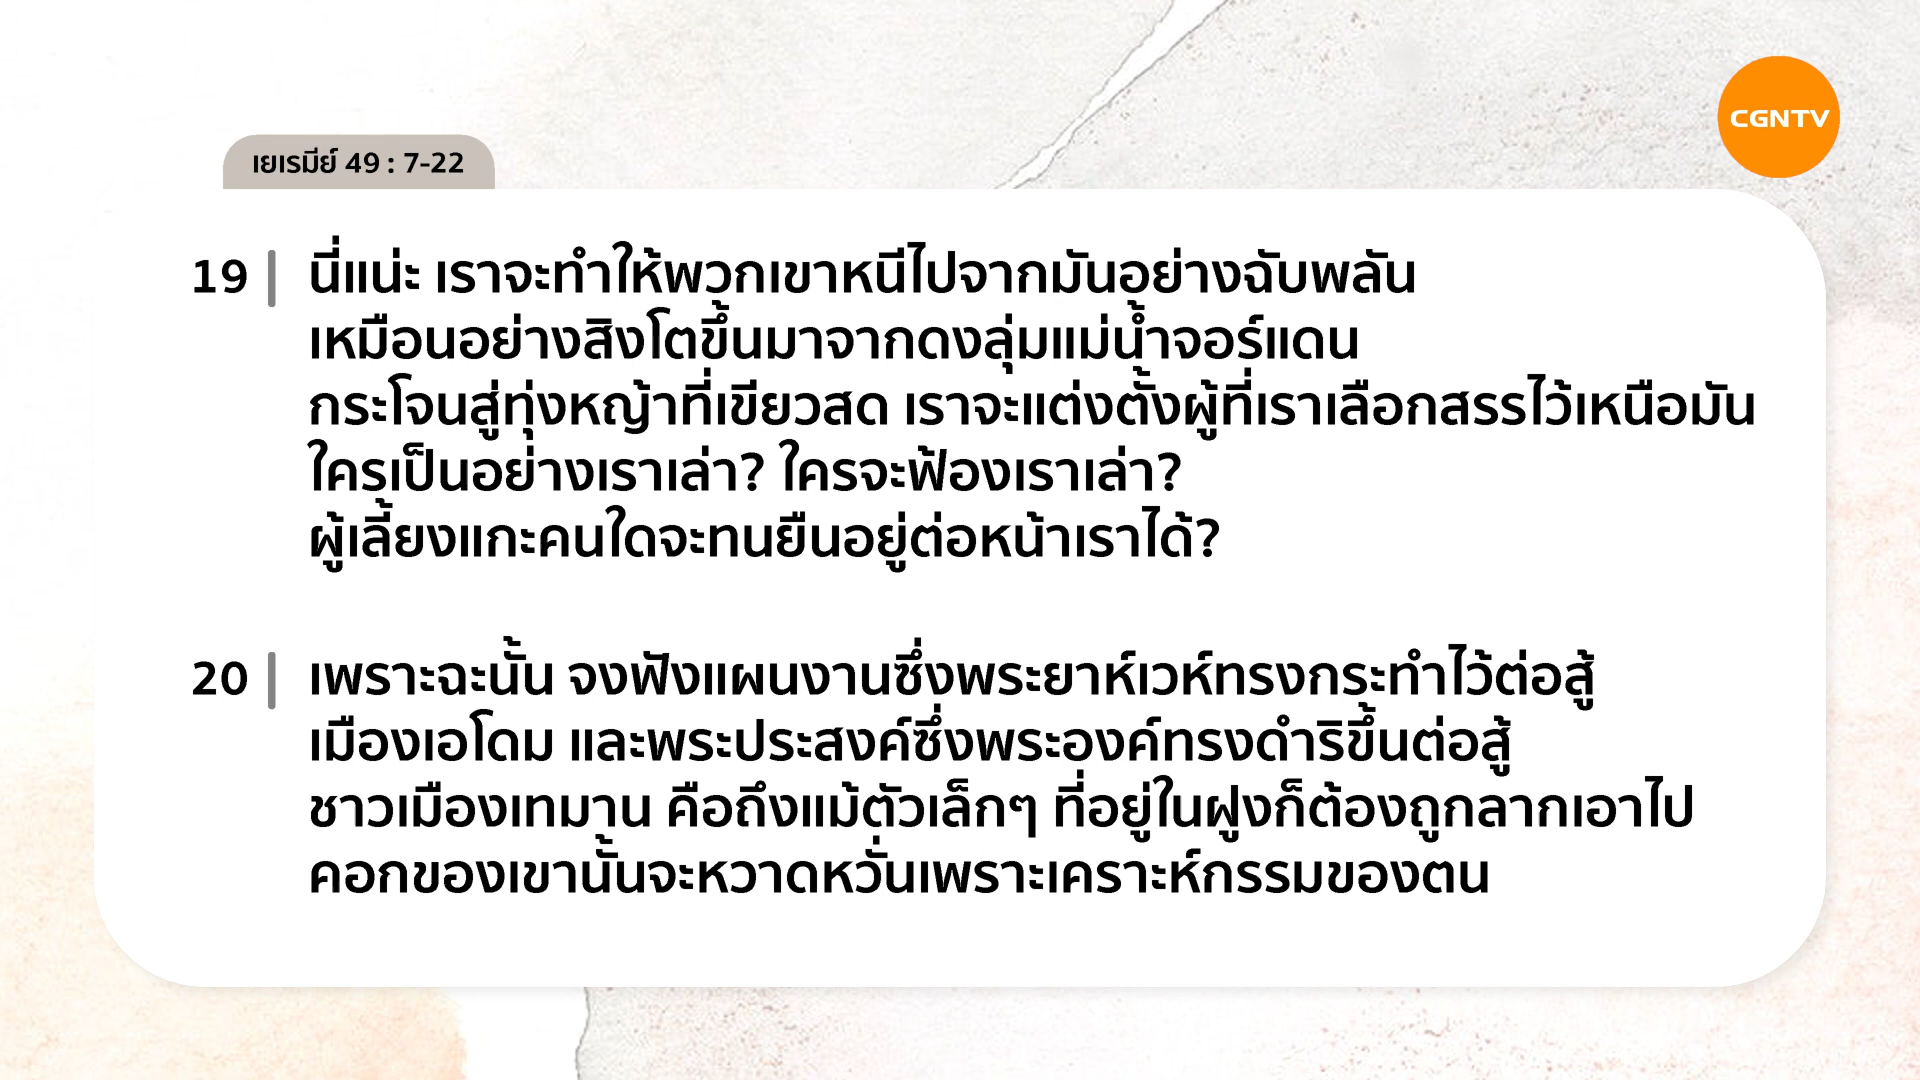 CGNTV
เยเรมีย์ 49 : 7-22
19 | นี่แน่ะ เราจะทำให้พวกเขาหนีไปจากมันอย่างฉับพลัน
เหมือนอย่างสิงโตขึ้นมาจากดงลุ่มแม่น้ำจอร์แดน
กระโจนสู่ทุ่งหญ้าที่เขียวสด เราจะแต่งตั้งผู้ที่เราเลือกสรรไว้เหนือมัน
ใครเป็นอย่างเราเล่า? ใครจะฟ้องเราเล่า?
ผู้เลี้ยงแกะคนใดจะทนยืนอยู่ต่อหน้าเราได้?
20 | เพราะฉะนั้น จงฟังแผนงานซึ่งพระยาห์เวห์ทรงกระทำไว้ต่อสู้
เมืองเอโดม และพระประสงค์ซึ่งพระองค์ทรงดำริขึ้นต่อสู้
ชาวเมืองเทมาน คือถึงแม้ตัวเล็กๆ ที่อยู่ในฝูงก็ต้องถูกลากเอาไป
คอกของเขานั้นจะหวาดหวั่นเพราะเคราะห์กรรมของตน